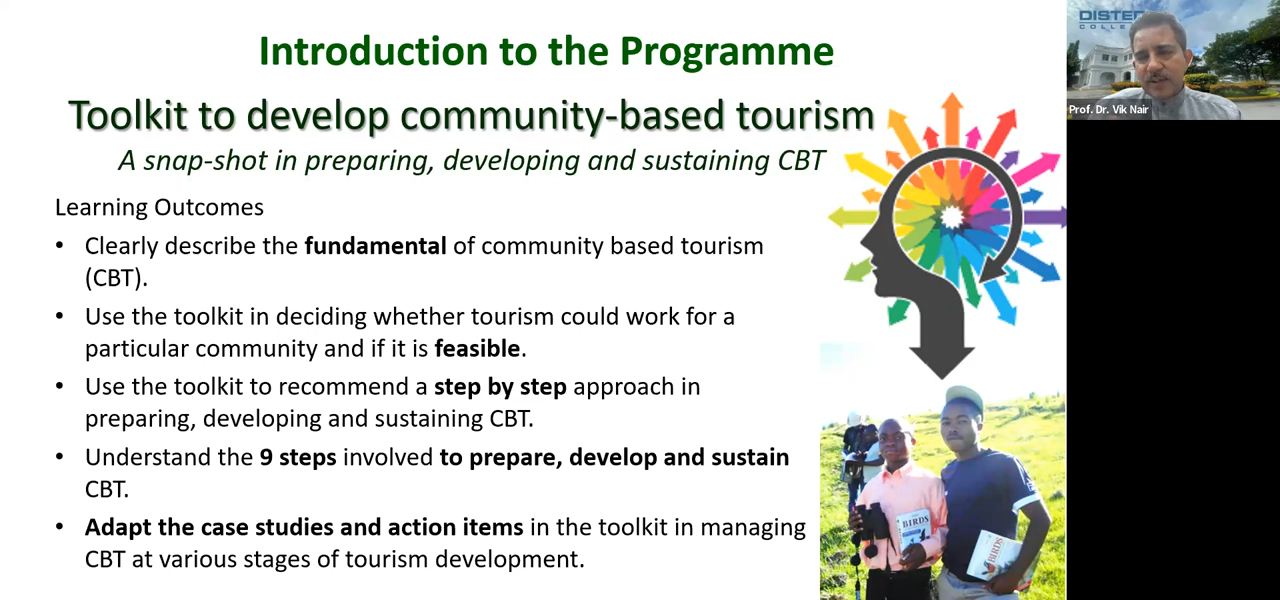 Introduction to the Programme
Toolkit to develop community-based tourism
A snap-shot in preparing, developing and sustaining CBT
Learning Outcomes
• Clearly describe the fundamental of community based tourism
(CBT).
• Use the toolkit in deciding whether tourism could work for a
particular community and if it is feasible.
• Use the toolkit to recommend a step by step approach in
preparing, developing and sustaining CBT.
• Understand the 9 steps involved to prepare, develop and sustain
CBT.
• Adapt the case studies and action items in the toolkit in managing
CBT at various stages of tourism development.
Prof. Dr. Vik Nair
BIRDS
BIRDS